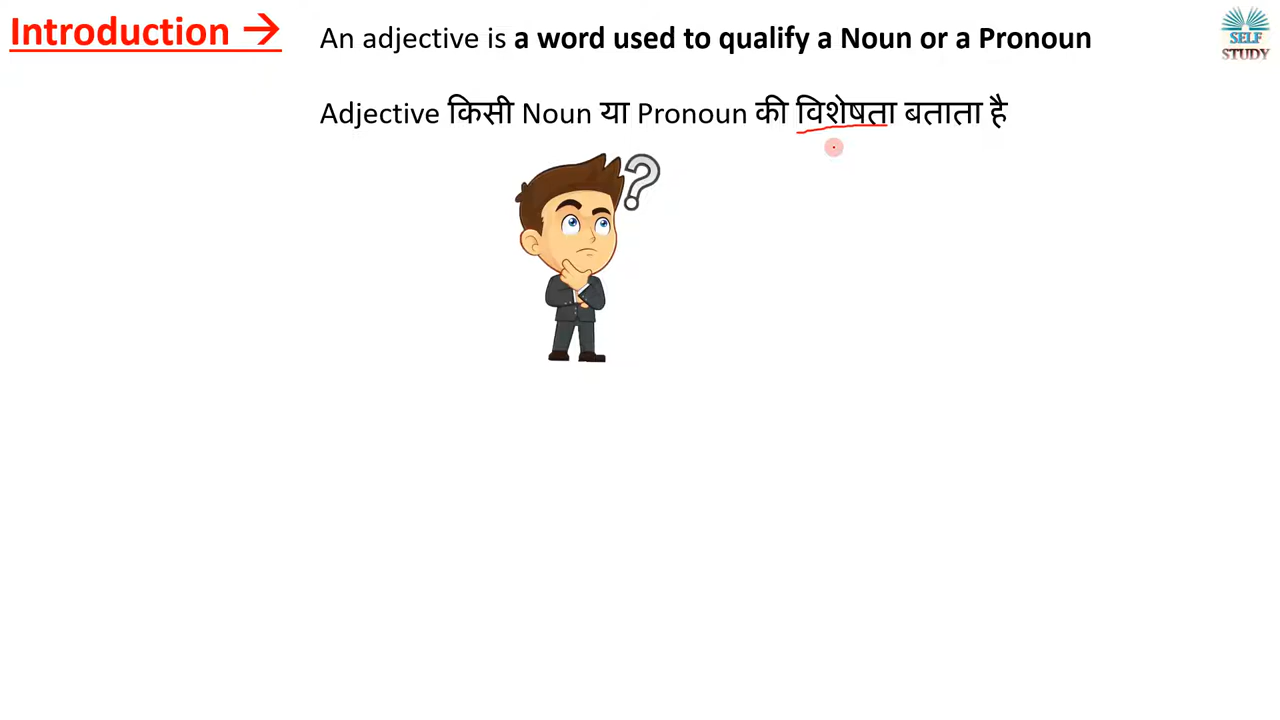 Introduction →
An adjective is a word used to qualify a Noun or a Pronoun
Adjective किसी Noun या Pronoun की विशेषता बताता है
?
SELF
STUDY